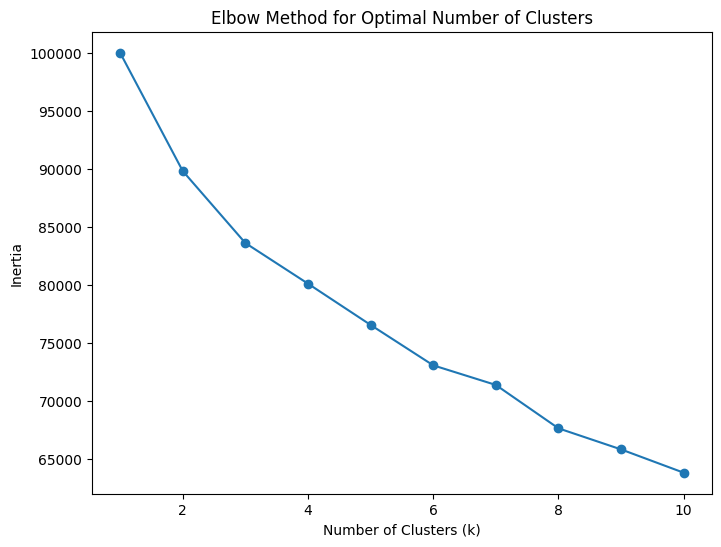 Elbow Method for Optimal Number of Clusters
100000
95000
90000
85000
80000
75000
70000
65000
Inertia
2 4 6 8 10
Number of Clusters (k)